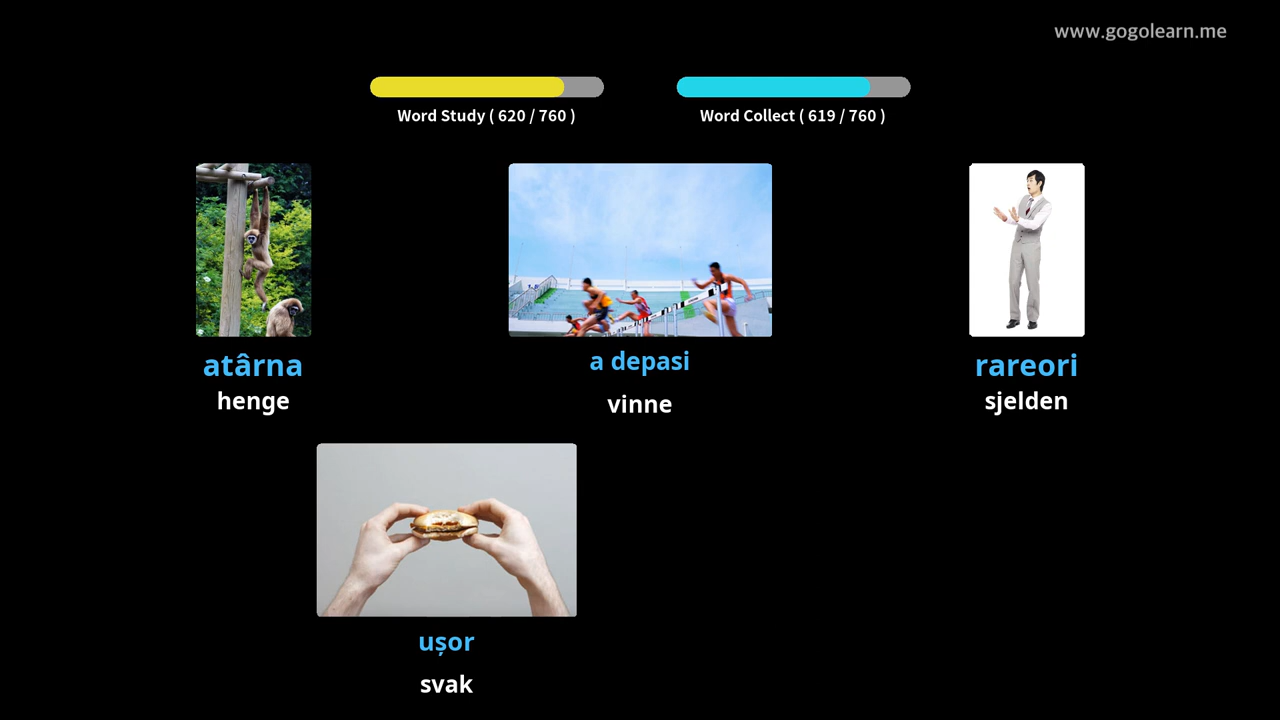 www.gogolearn.me
Word Study ( 620 / 760 )
Word Collect ( 619 / 760 )
atârna
henge
a depasi
vinne
rareori
sjelden
ușor
svak